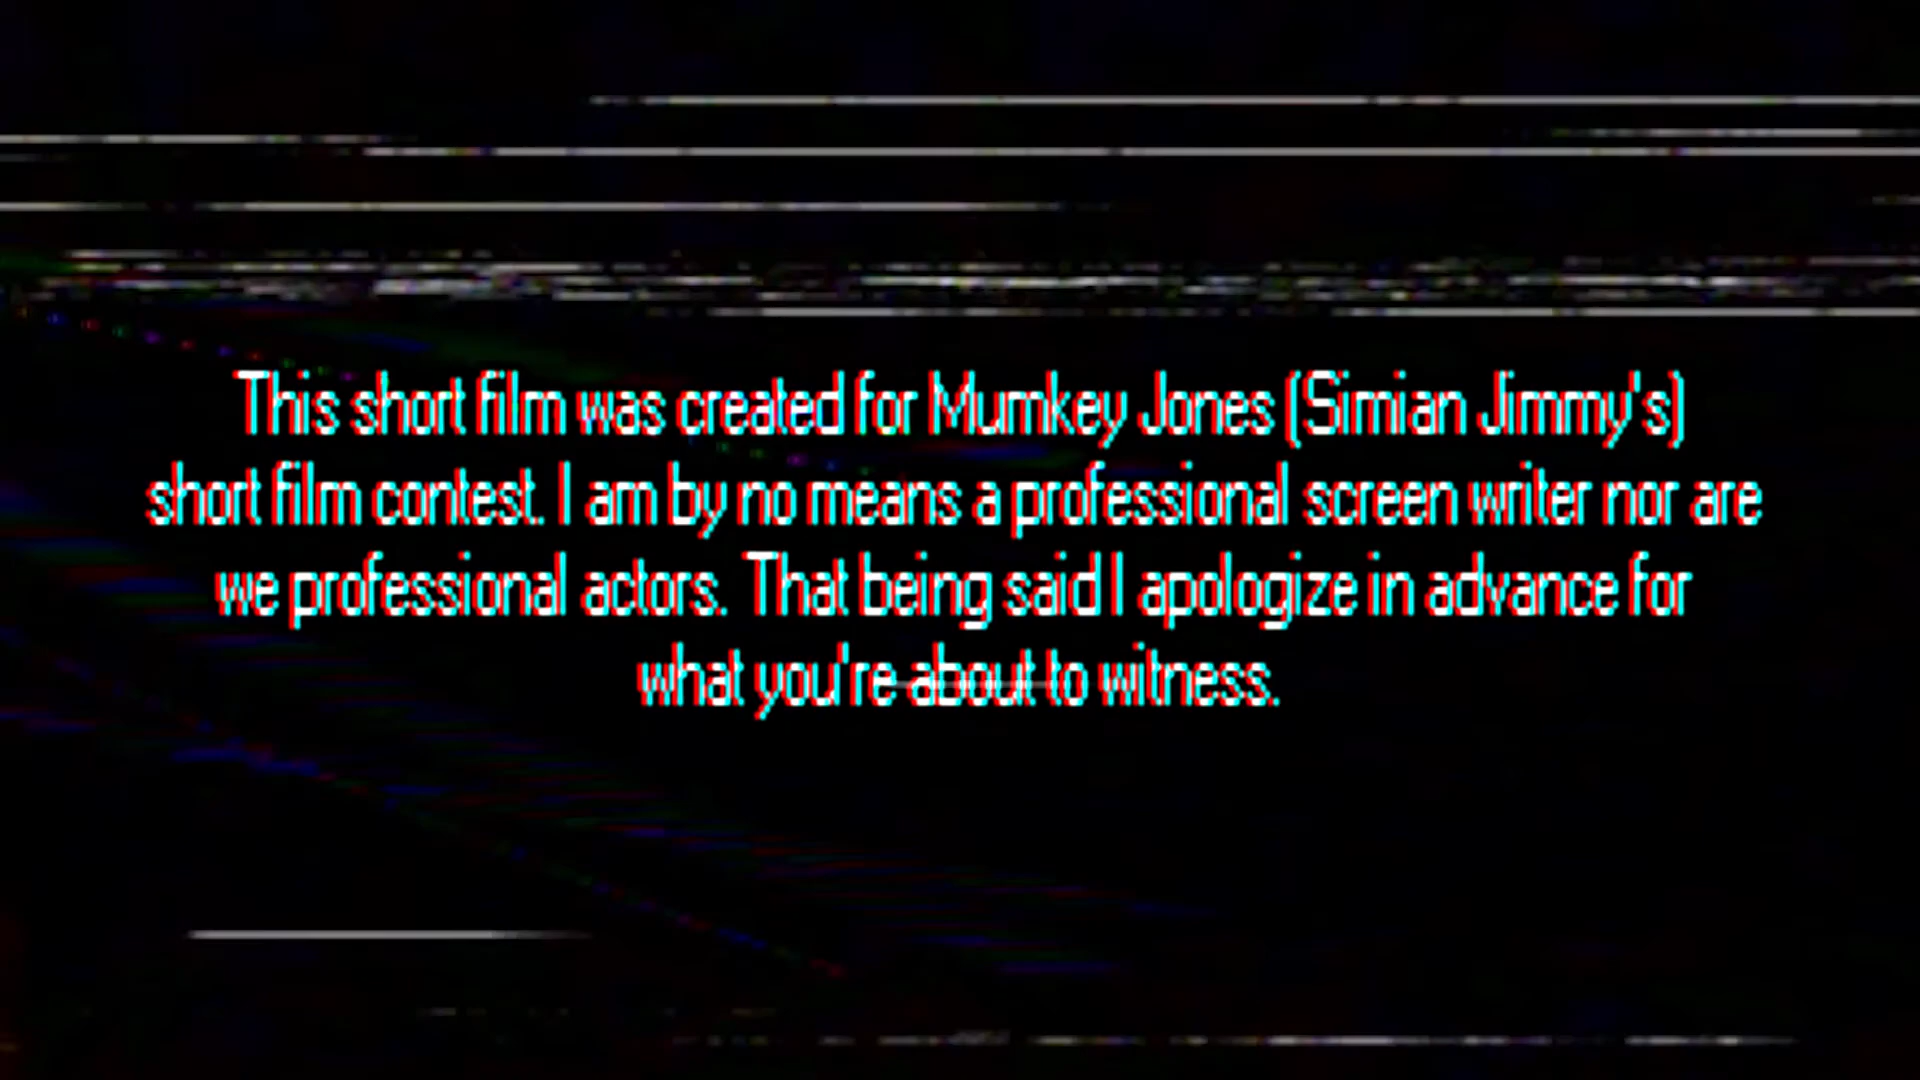 This short film was created for Mumkey Jones (Simian Jimmy's)
short film contest. I am by no means a professional screen writer nor are
we professional actors. That being said I apologize in advance for
what you're about to witness.